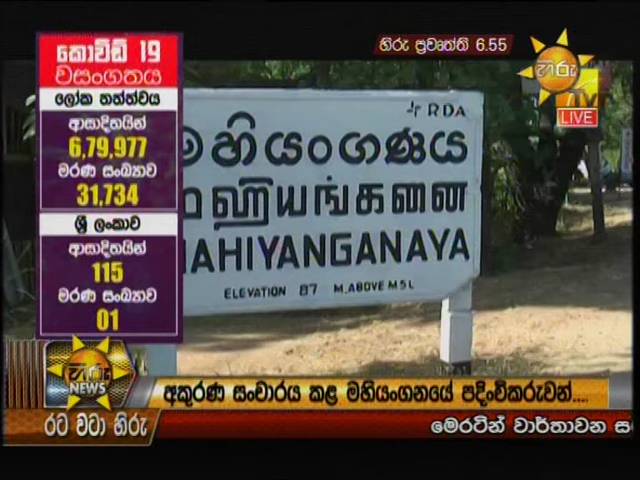 හිරු ප්‍රවෘත්ති 6.55
හිරු
TV
LIVE
කොවිඩ් 19
වසංගතය
ලෝක තත්ත්වය
ආසාදිතයින්
6,79,977
මරණ සංඛ්‍යාව
31,734
ශ්‍රී ලංකාව
ආසාදිතයින්
115
මරණ සංඛ්‍යාව
01
RDA
මහියංගණය
ஹியங்கனை
MAHIYANGANAYA
ELEVATION 87 M.ABOVE MSL
හිරු
NEWS
අකුරණ සංචාරය කළ මහියංගනයේ පදිංචිකරුවන්....
රට වටා හිරු
මෙරටින් වාර්තාවන